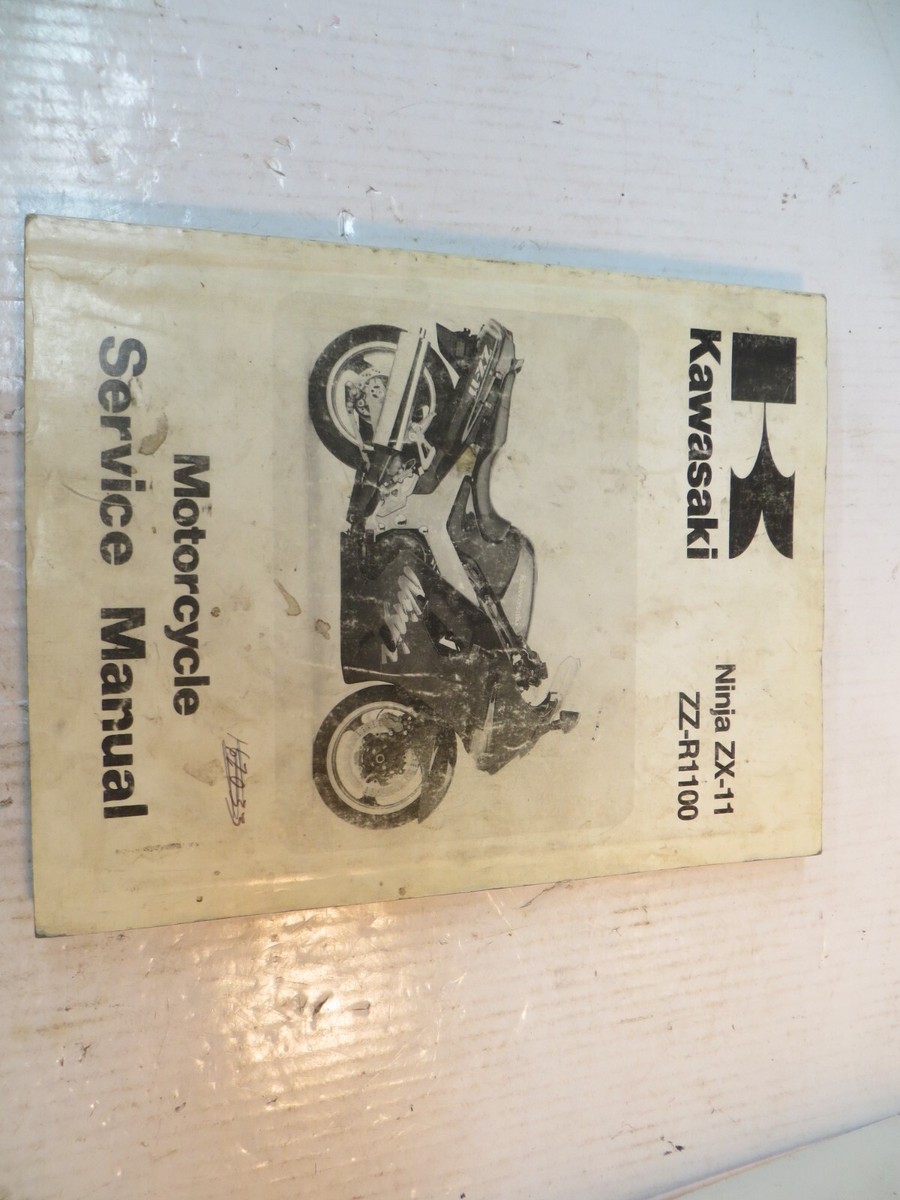 Kawasaki
Ninja ZX-11
ZZ-R1100
Motorcycle
Service Manual